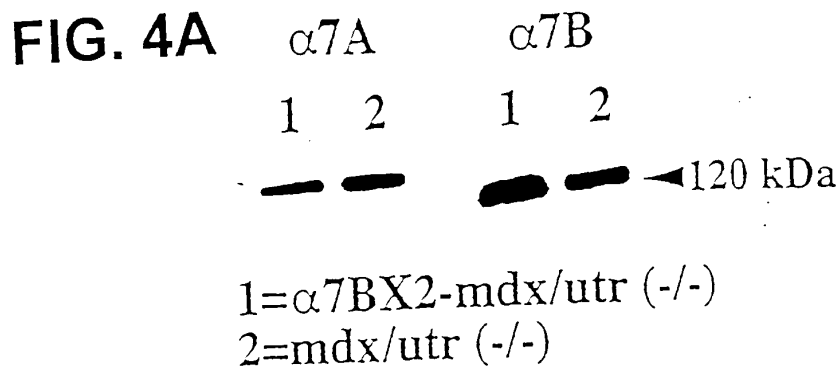 FIG. 4A α7A α7B
1 2 1 2
120 kDa
1=α7BX2-mdx/utr (-/-)
2=mdx/utr (-/-)